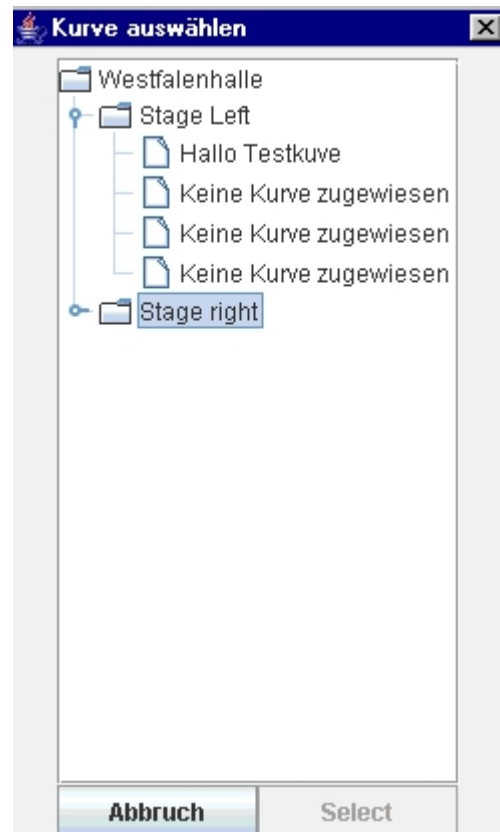 Kurve auswählen
Westfalenhalle
Stage Left
Hallo Testkuve
Keine Kurve zugewiesen
Keine Kurve zugewiesen
Keine Kurve zugewiesen
Stage right
Abbruch
Select